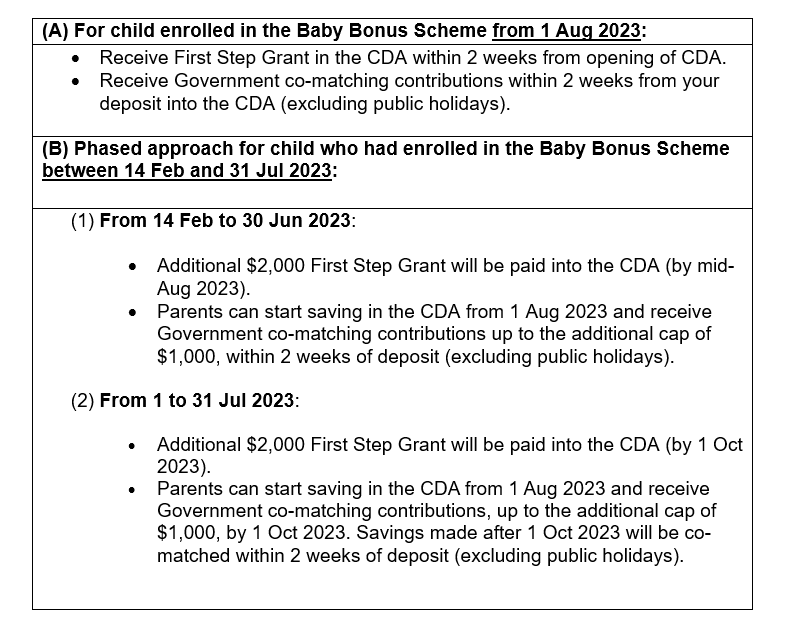 (A) For child enrolled in the Baby Bonus Scheme from 1 Aug 2023:
• Receive First Step Grant in the CDA within 2 weeks from opening of CDA.
• Receive Government co-matching contributions within 2 weeks from your
deposit into the CDA (excluding public holidays).
(B) Phased approach for child who had enrolled in the Baby Bonus Scheme
between 14 Feb and 31 Jul 2023:
(1) From 14 Feb to 30 Jun 2023:
• Additional $2,000 First Step Grant will be paid into the CDA (by mid-
Aug 2023).
• Parents can start saving in the CDA from 1 Aug 2023 and receive
Government co-matching contributions up to the additional cap of
$1,000, within 2 weeks of deposit (excluding public holidays).
(2) From 1 to 31 Jul 2023:
• Additional $2,000 First Step Grant will be paid into the CDA (by 1 Oct
2023).
• Parents can start saving in the CDA from 1 Aug 2023 and receive
Government co-matching contributions, up to the additional cap of
$1,000, by 1 Oct 2023. Savings made after 1 Oct 2023 will be co-
matched within 2 weeks of deposit (excluding public holidays).